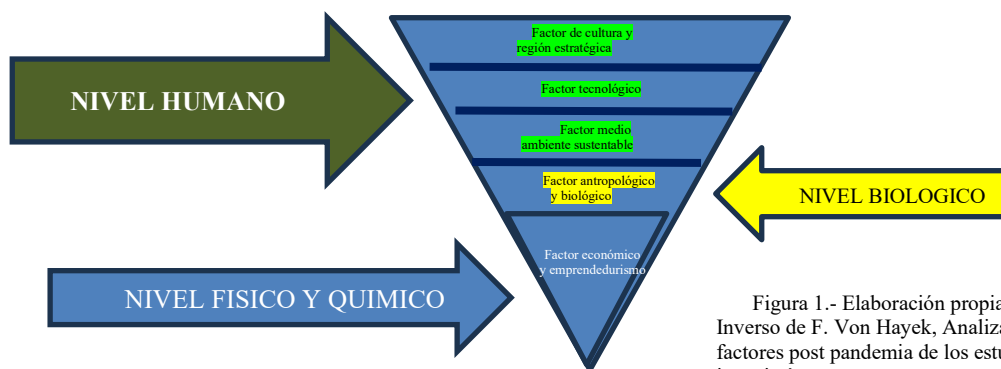 Factor de cultura y
región estratégica
NIVEL HUMANO
Factor tecnológico
Factor medio
ambiente sustentable
Factor antropológico
y biológico
NIVEL BIOLOGICO
Factor económico
y emprendedurismo
NIVEL FISICO Y QUIMICO
Figura 1.- Elaboración propia
Inverso de F. Von Hayek, Analiza
factores post pandemia de los estu